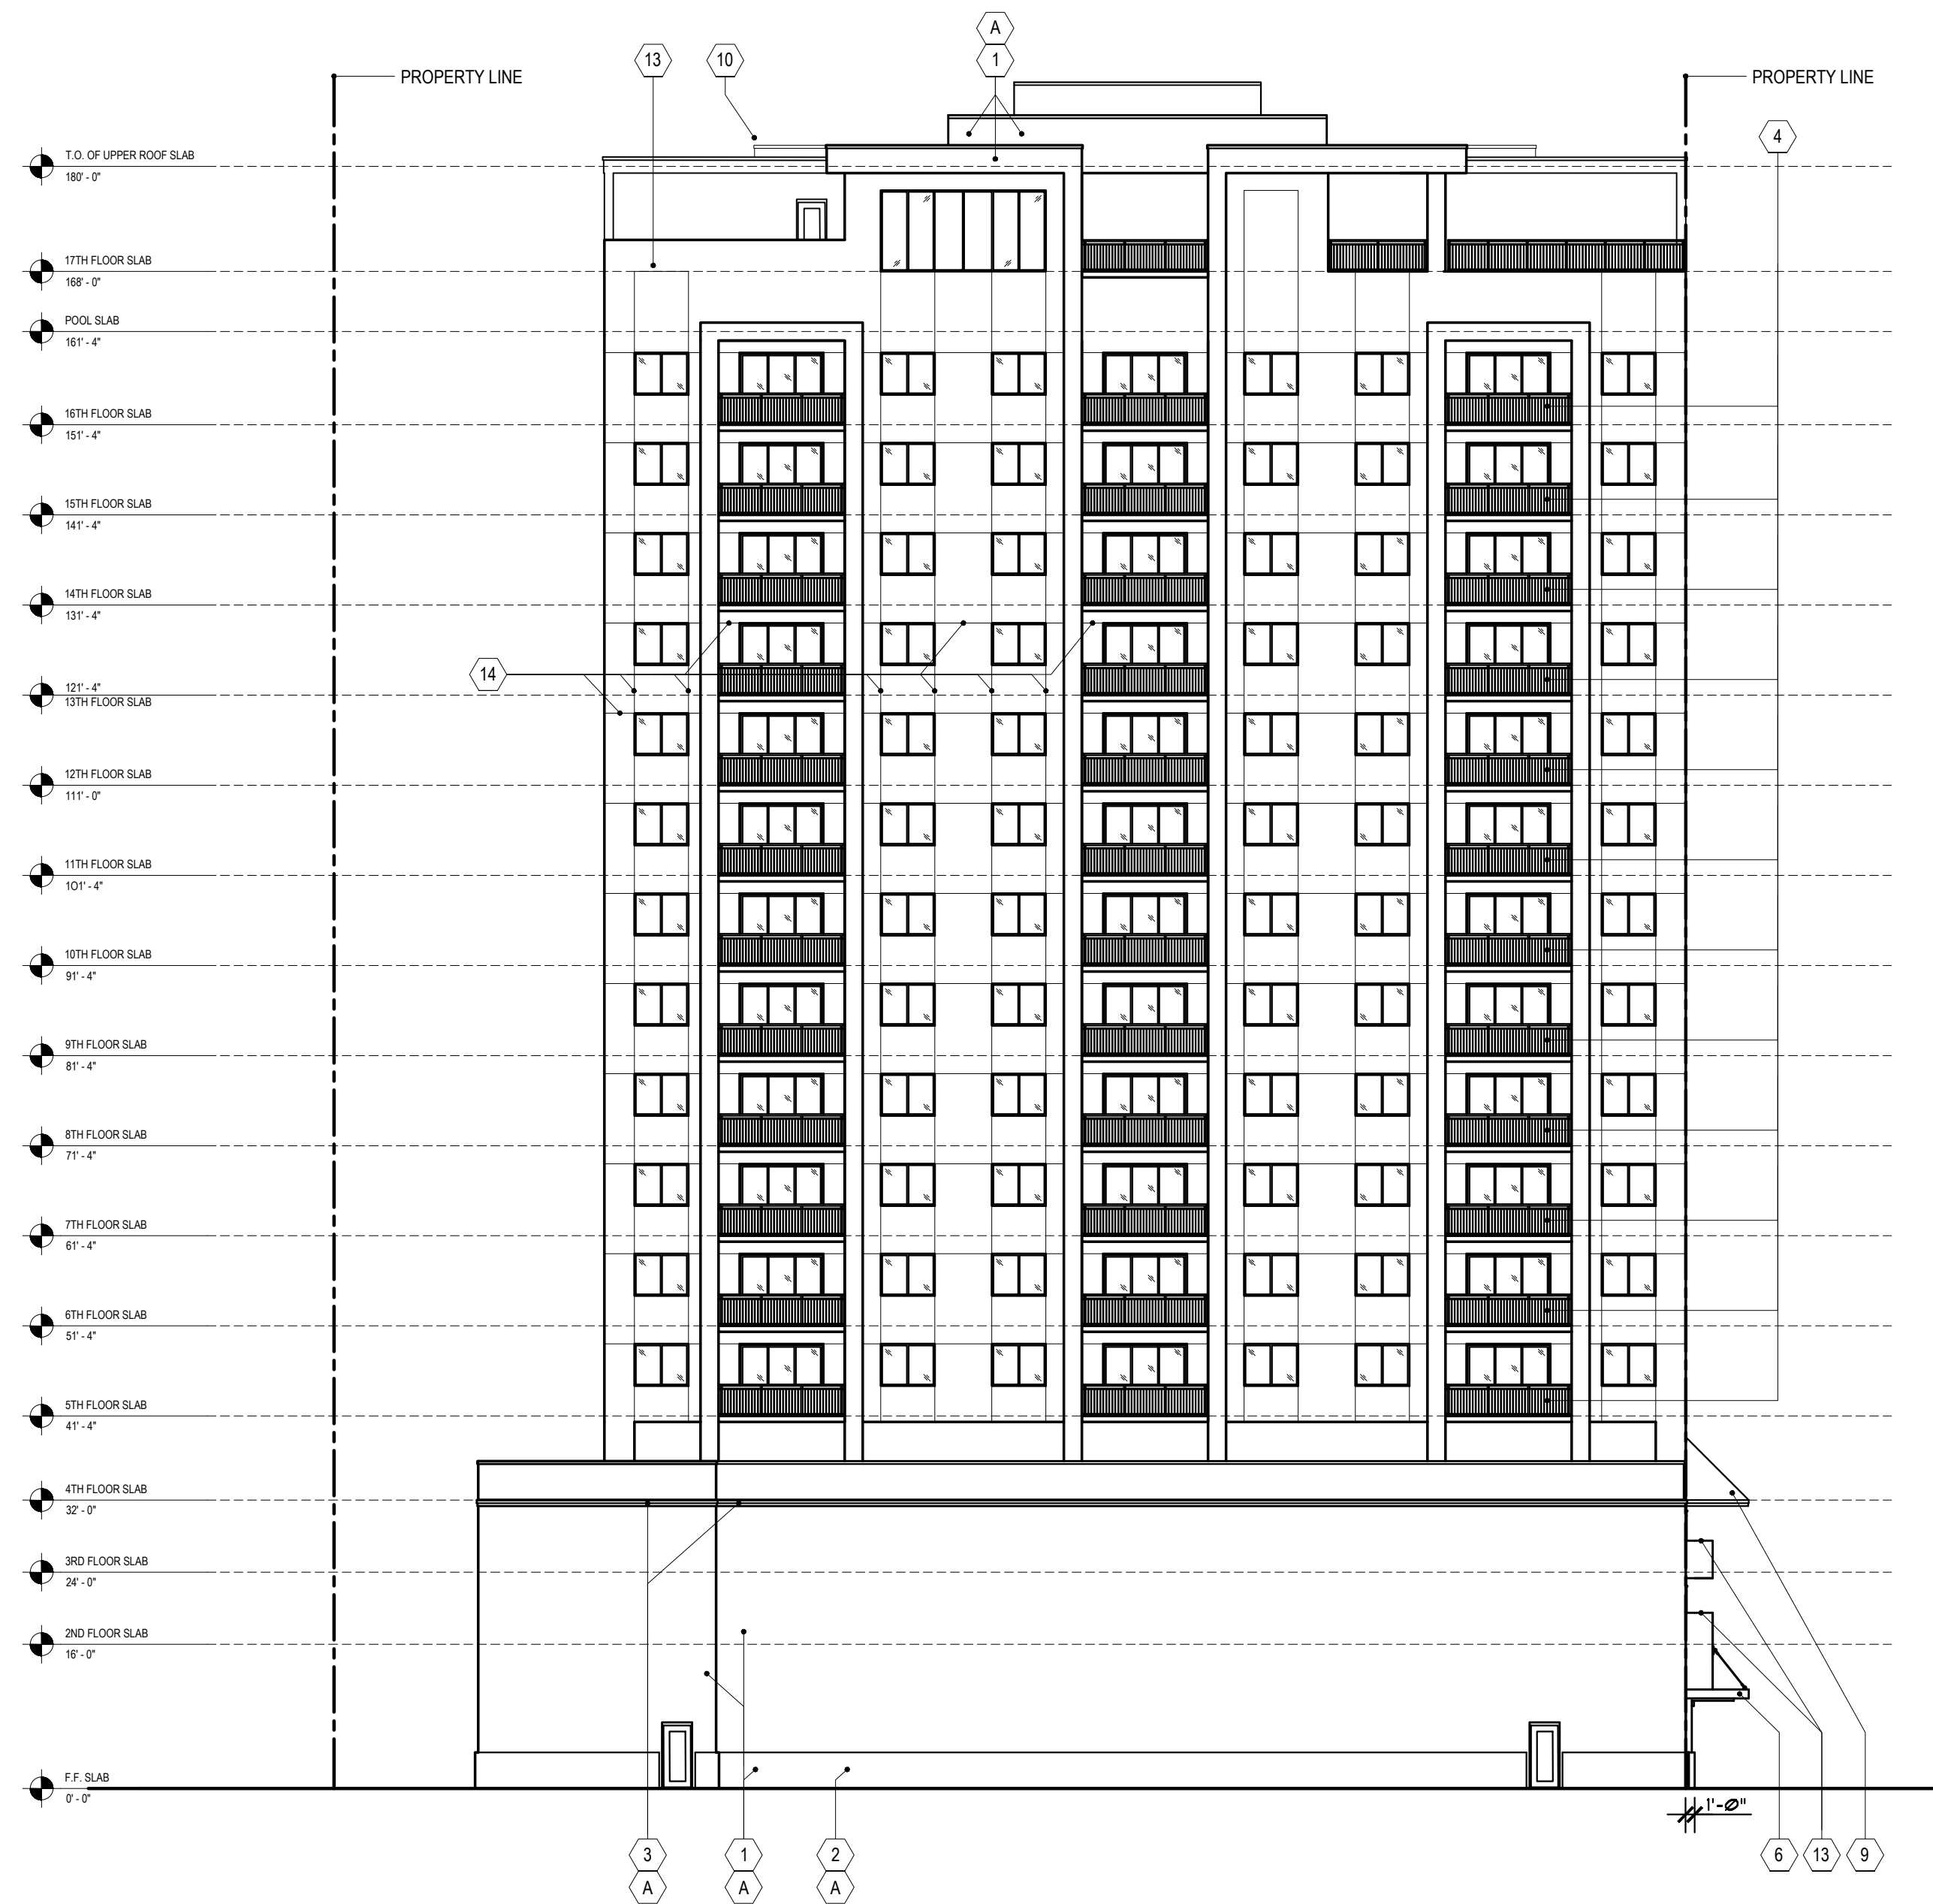 A
13
10
1
PROPERTY LINE
PROPERTY LINE
4
T.O. OF UPPER ROOF SLAB
180' - 0"
17TH FLOOR SLAB
168' - 0"
POOL SLAB
161' - 4"
16TH FLOOR SLAB
151' - 4"
15TH FLOOR SLAB
141' - 4"
14TH FLOOR SLAB
131' - 4"
14
121' - 4"
13TH FLOOR SLAB
12TH FLOOR SLAB
111' - 0"
11TH FLOOR SLAB
1O1' - 4"
10TH FLOOR SLAB
91' - 4"
9TH FLOOR SLAB
81' - 4"
8TH FLOOR SLAB
71' - 4"
7TH FLOOR SLAB
61' - 4"
6TH FLOOR SLAB
51' - 4"
5TH FLOOR SLAB
41' - 4"
4TH FLOOR SLAB
32' - 0"
3RD FLOOR SLAB
24' - 0"
2ND FLOOR SLAB
16' - 0"
F.F. SLAB
0' - 0"
1'-Ø"
3
1
2
6
13
9
A
A
A